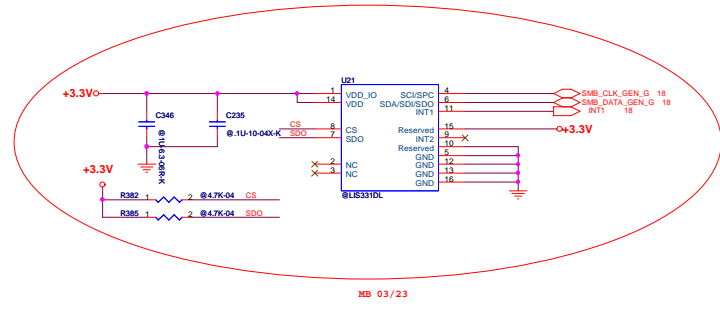 U21
+3.3V
1 VDD_IO SCI/SPC 4 SMB_CLK_GEN_G 18
14 VDD SDA/SDI/SDO 6 SMB_DATA_GEN_G 18
INT1 11 INT1 18
C346
C235
@1U-6.3-06R-K
@.1U-10-04X-K
CS 8 CS Reserved 15 +3.3V
SDO 7 SDO INT2 9
Reserved 10
GND 5
2 NC GND 12
3 NC GND 13
GND 16
@LIS331DL
+3.3V
R382 1 2 @4.7K-04 CS
R385 1 2 @4.7K-04 SDO
MB 03/23